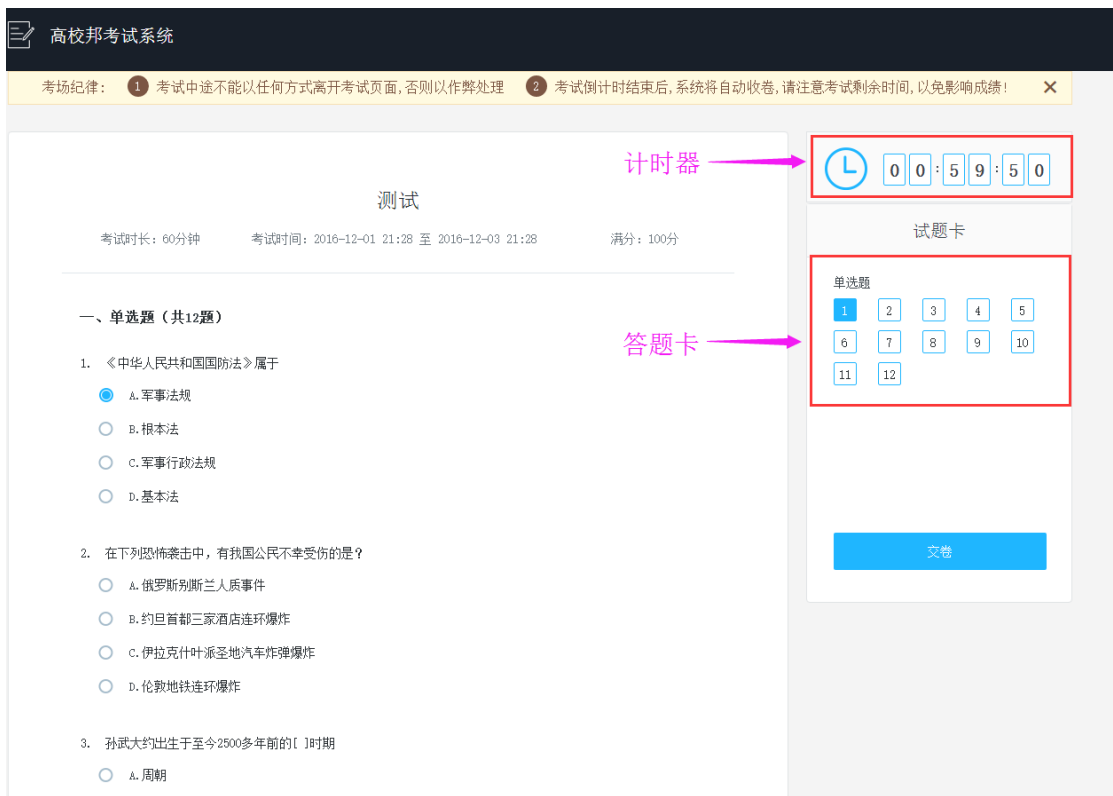 高校邦考试系统
考场纪律: 1 考试中途不能以任何方式离开考试页面,否则以作弊处理 2 考试倒计时结束后,系统将自动收卷,请注意考试剩余时间,以免影响成绩! ×
计时器
00:59:50
测试
考试时长: 60分钟 考试时间: 2016-12-01 21:28 至 2016-12-03 21:28 满分: 100分
试题卡
单选题
1 2 3 4 5
6 7 8 9 10
11 12
答题卡
交卷
一、单选题(共12题)
1. 《中华人民共和国国防法》属于
A.军事法规
B.根本法
C.军事行政法规
D.基本法
2. 在下列恐怖袭击中，有我国公民不幸受伤的是?
A.俄罗斯别斯兰人质事件
B.约旦首都三家酒店连环爆炸
C.伊拉克什叶派圣地汽车炸弹爆炸
D.伦敦地铁连环爆炸
3. 孙武大约出生于至今2500多年前的[ ]时期
A.周朝